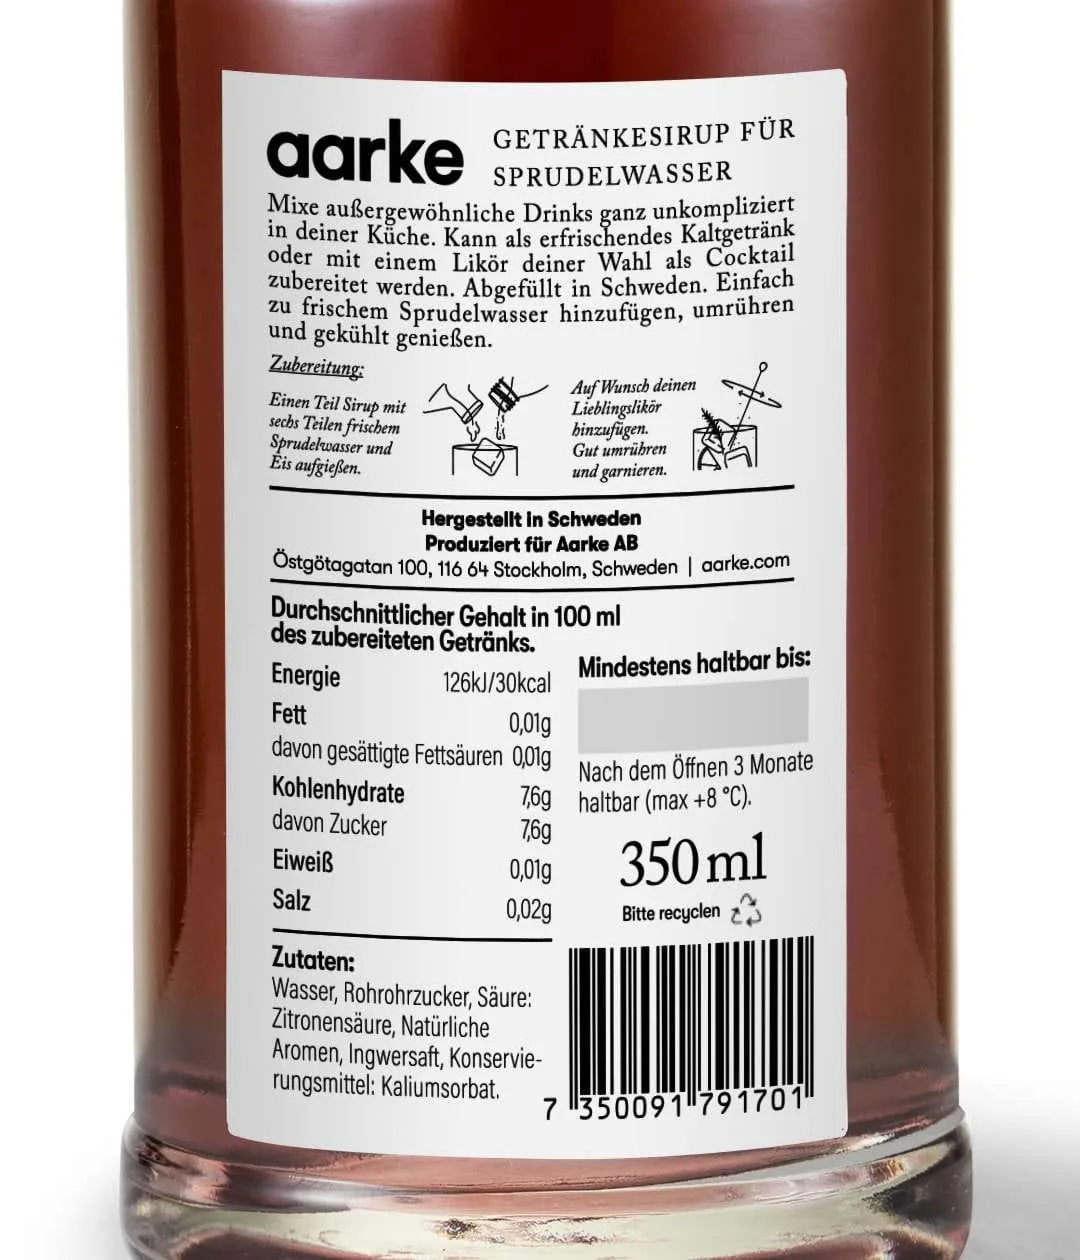 aarke
GETRÄNKESIRUP FÜR
SPRUDELWASSER
Mixe außergewöhnliche Drinks ganz unkompliziert
in deiner Küche. Kann als erfrischendes Kaltgetränk
oder mit einem Likör deiner Wahl als Cocktail
zubereitet werden. Abgefüllt in Schweden. Einfach
zu frischem Sprudelwasser hinzufügen, umrühren
und gekühlt genießen.
Zubereitung:
Einen Teil Sirup mit
sechs Teilen frischem
Sprudelwasser und
Eis aufgießen.
Auf Wunsch deinen
Lieblingslikör
hinzufügen.
Gut umrühren
und garnieren.
Hergestellt in Schweden
Produziert für Aarke AB
Östgötagatan 100, 116 64 Stockholm, Schweden | aarke.com
Durchschnittlicher Gehalt in 100 ml
des zubereiteten Getränks.
Energie 126kJ/30kcal
Fett 0,01g
davon gesättigte Fettsäuren 0,01g
Kohlenhydrate 7,6g
davon Zucker 7,6g
Eiweiß 0,01g
Salz 0,02g
Zutaten:
Wasser, Rohrohrzucker, Säure:
Zitronensäure, Natürliche
Aromen, Ingwersaft, Konservie-
rungsmittel: Kaliumsorbat.
Mindestens haltbar bis:
Nach dem Öffnen 3 Monate
haltbar (max +8 °C).
350 ml
Bitte recyclen
7 350091 791701